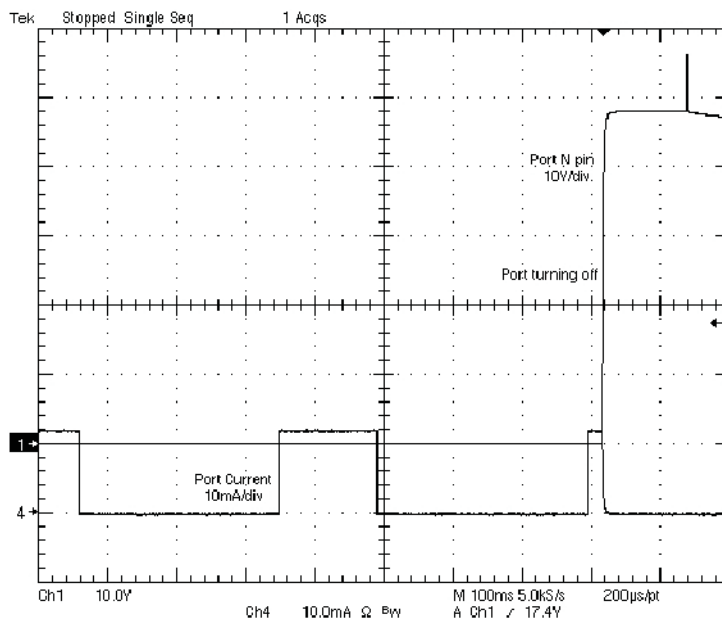 Tek Stopped Single Seq 1 Acqs
Port N pin
10V/div.
Port turning off
1
Port Current
10mA/div
4
Ch1 10.0V M 100ms 5.0kS/s 200µs/pt
Ch4 10.0mA Ω Bw A Ch1 / 17.4V